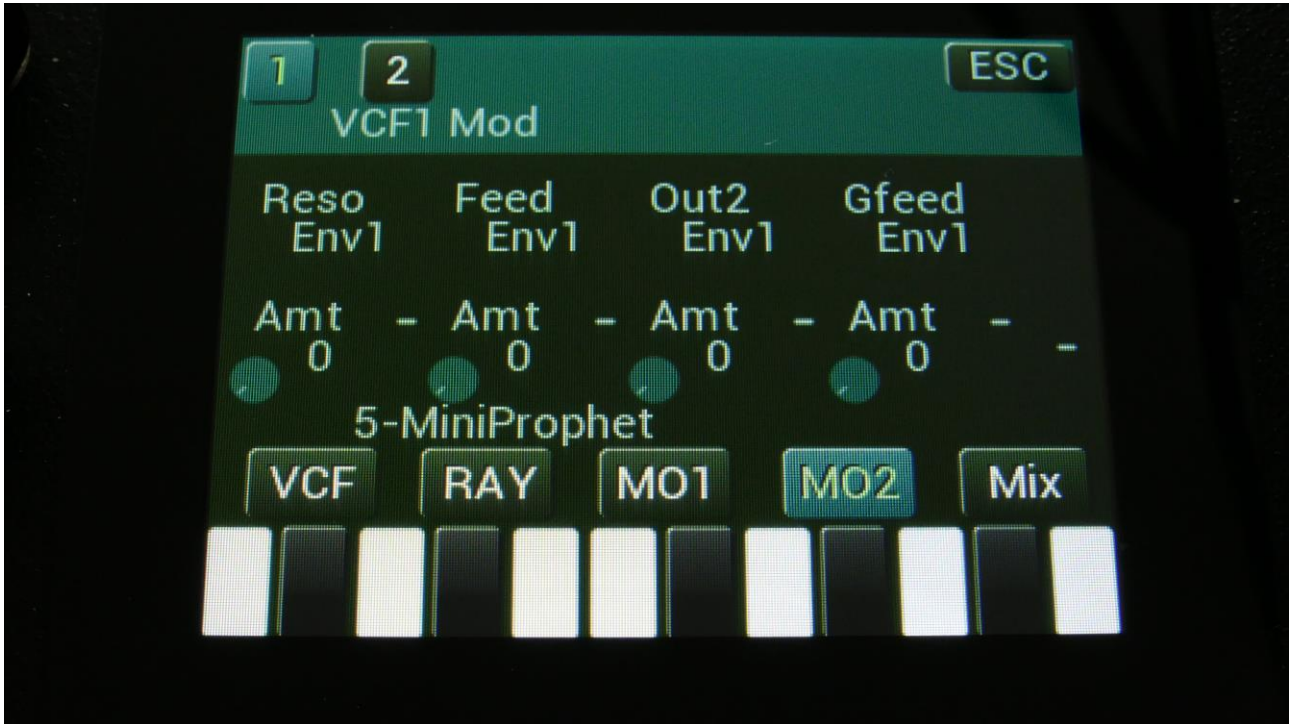 1 2 ESC
VCF1 Mod
Reso Feed Out2 Gfeed
Env1 Env1 Env1 Env1
Amt - Amt - Amt - Amt -
0 0 0 0 -
5-MiniProphet
VCF RAY MO1 MO2 Mix